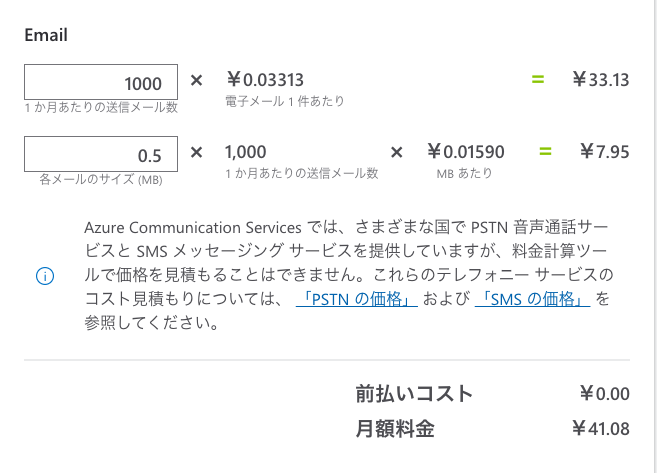 Email
1000 × ¥0.03313 = ¥33.13
1 か月あたりの送信メール数 電子メール 1 件あたり
0.5 × 1,000 × ¥0.01590 = ¥7.95
各メールのサイズ (MB) 1 か月あたりの送信メール数 MB あたり
Azure Communication Services では、さまざまな国で PSTN 音声通話サー
ビスと SMS メッセージング サービスを提供していますが、料金計算ツー
ルで価格を見積もることはできません。これらのテレフォニー サービスの
コスト見積もりについては、「PSTN の価格」 および 「SMS の価格」 を
参照してください。
前払いコスト ¥0.00
月額料金 ¥41.08